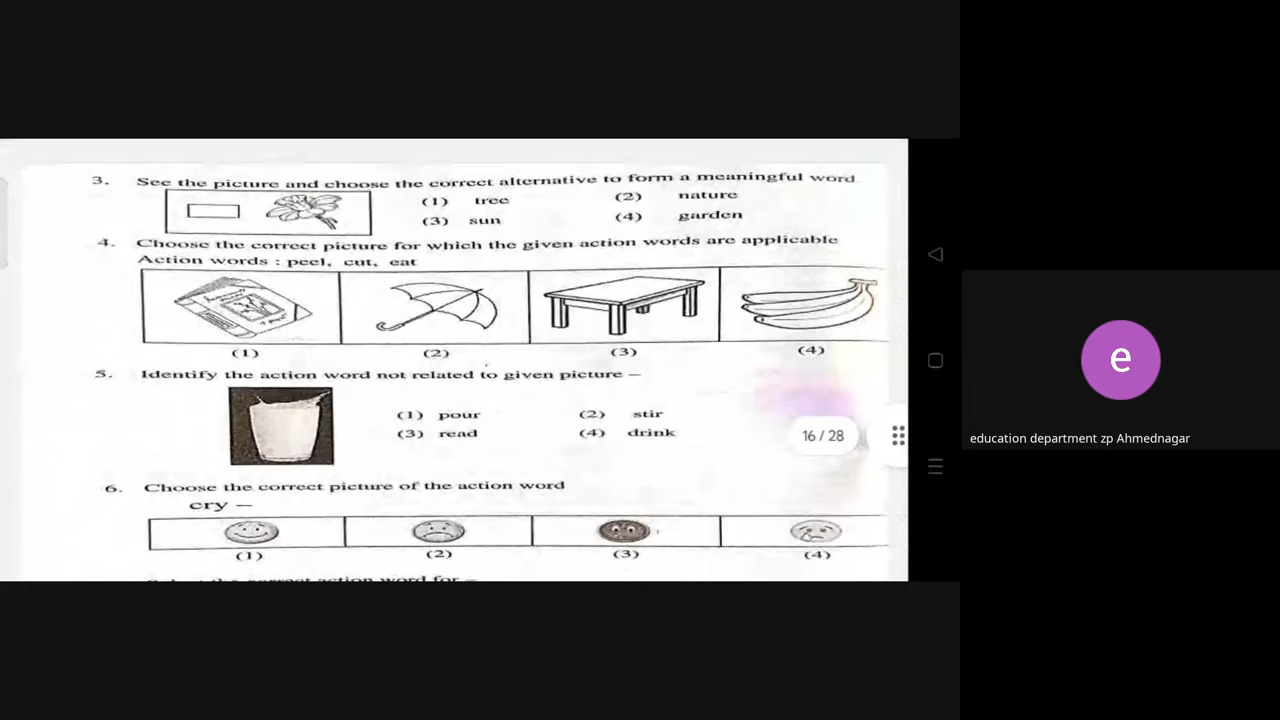 3. See the picture and choose the correct alternative to form a meaningful word
(1) tree (2) nature
(3) sun (4) garden
4. Choose the correct picture for which the given action words are applicable
Action words : peel, cut, eat
(1) (2) (3) (4)
5. Identify the action word not related to given picture –
(1) pour (2) stir
(3) read (4) drink
16 / 28
6. Choose the correct picture of the action word
cry –
(1) (2) (3) (4)
correct action word for –
e
education department zp Ahmednagar